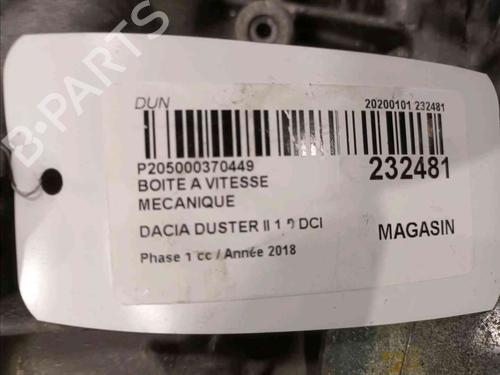 B-PARTS
DUN 20200101 232481
P205000370449 232481
BOITE A VITESSE
MECANIQUE
DACIA DUSTER II DCI MAGASIN
Phase 1 cc / Année 2018